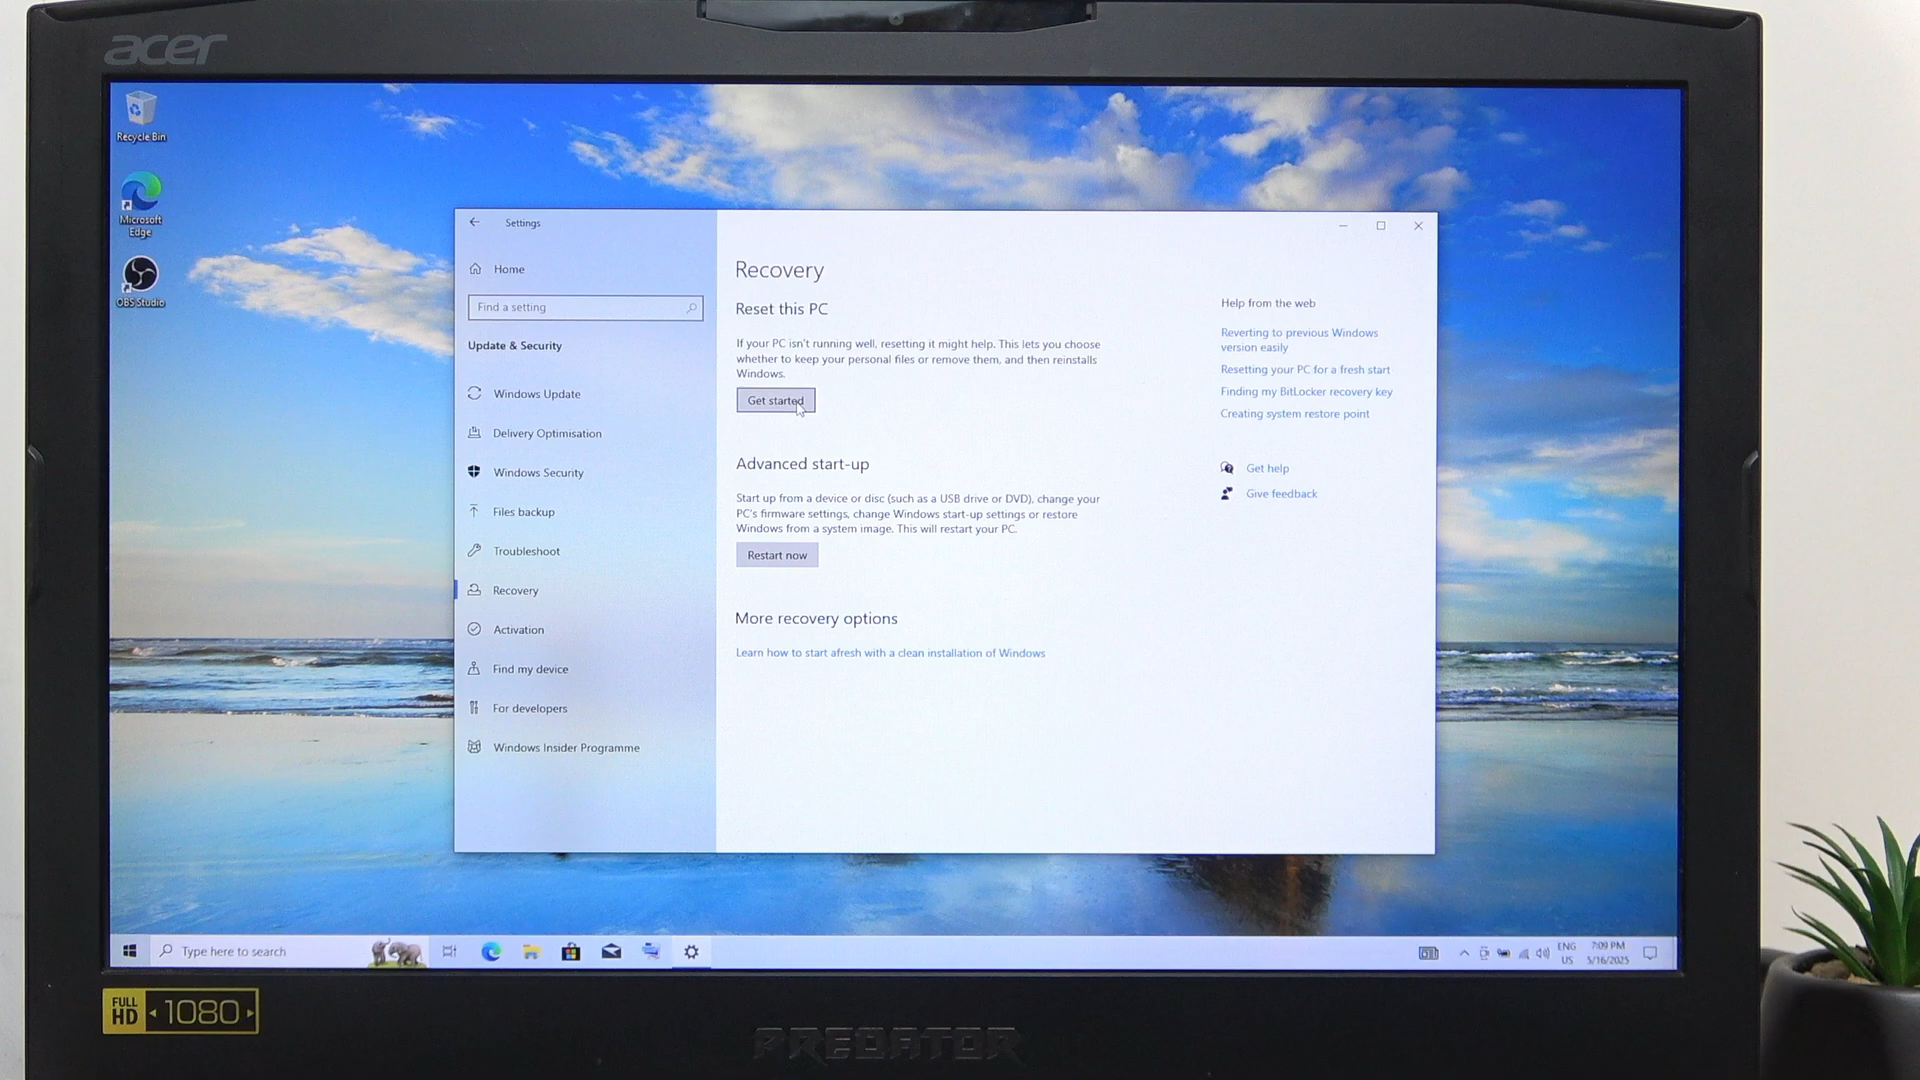 acer
Recycle Bin
Microsoft
Edge
OBS Studio
Settings
Home
Find a setting
Update & Security
Windows Update
Delivery Optimisation
Windows Security
Files backup
Troubleshoot
Recovery
Activation
Find my device
For developers
Windows Insider Programme
Recovery
Reset this PC
If your PC isn't running well, resetting it might help. This lets you choose
whether to keep your personal files or remove them, and then reinstalls
Windows.
Get started
Advanced start-up
Start up from a device or disc (such as a USB drive or DVD), change your
PC's firmware settings, change Windows start-up settings or restore
Windows from a system image. This will restart your PC.
Restart now
More recovery options
Learn how to start afresh with a clean installation of Windows
Help from the web
Reverting to previous Windows
version easily
Resetting your PC for a fresh start
Finding my BitLocker recovery key
Creating system restore point
Get help
Give feedback
Type here to search
ENG
US
7:09 PM
5/16/2025
FULL
HD
1080
PREDATOR